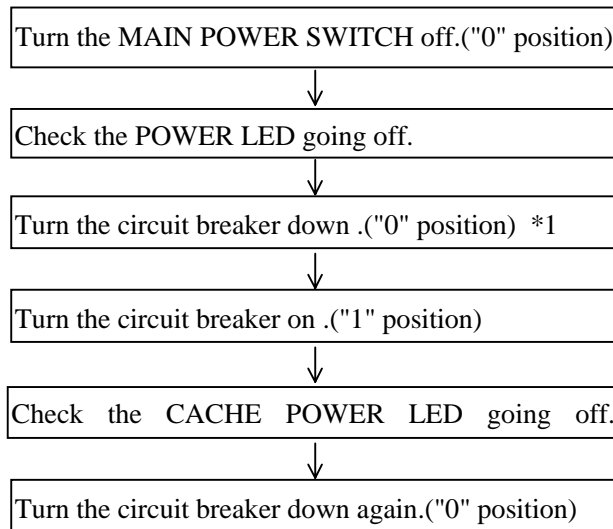 Turn the MAIN POWER SWITCH off.("0" position)
Check the POWER LED going off.
Turn the circuit breaker down .("0" position)  *1
Turn the circuit breaker on .("1" position)
Check the CACHE POWER LED going off.
Turn the circuit breaker down again.("0" position)